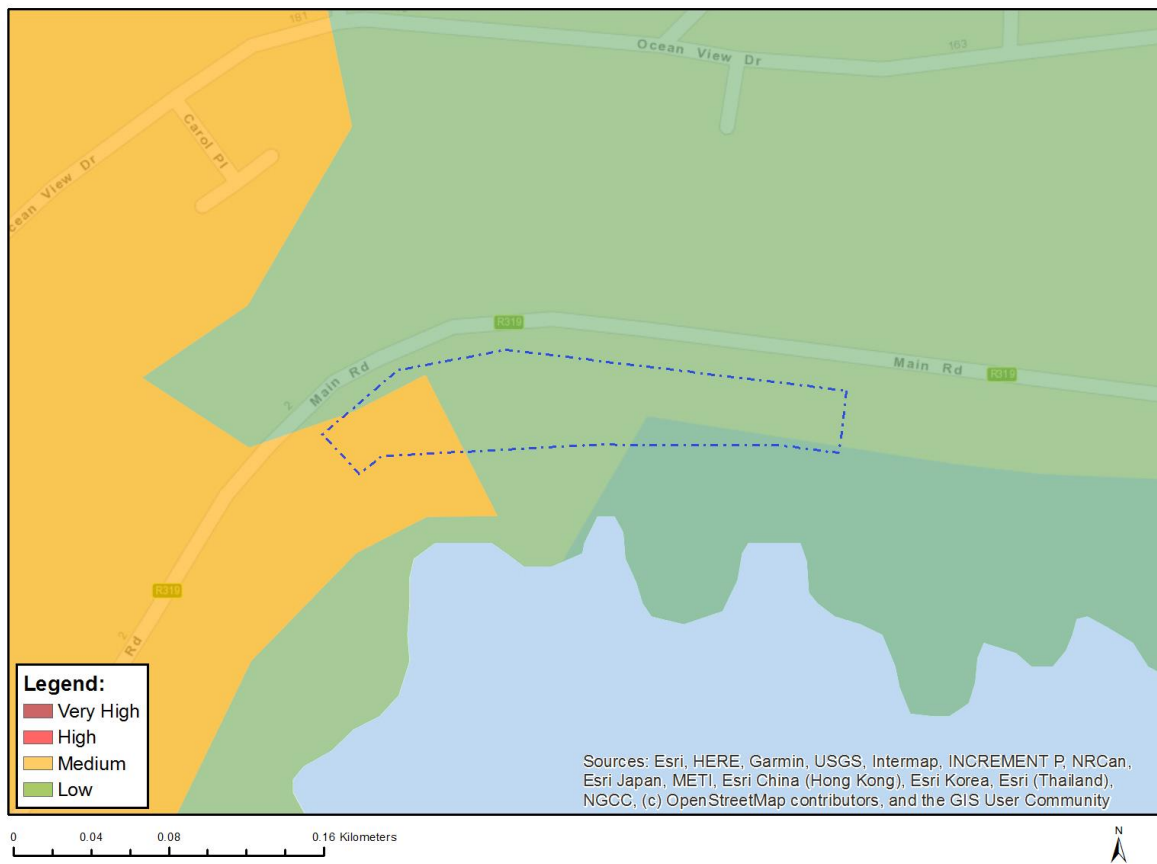 181
Ocean View Dr
163
Carol Pl
cean View Dr
R319
Main Rd
Main Rd
R319
2
R319
2
Rd
Legend:
Very High
High
Medium
Low
Sources: Esri, HERE, Garmin, USGS, Intermap, INCREMENT P, NRCan,
Esri Japan, METI, Esri China (Hong Kong), Esri Korea, Esri (Thailand),
NGCC, (c) OpenStreetMap contributors, and the GIS User Community
0 0.04 0.08 0.16 Kilometers
N